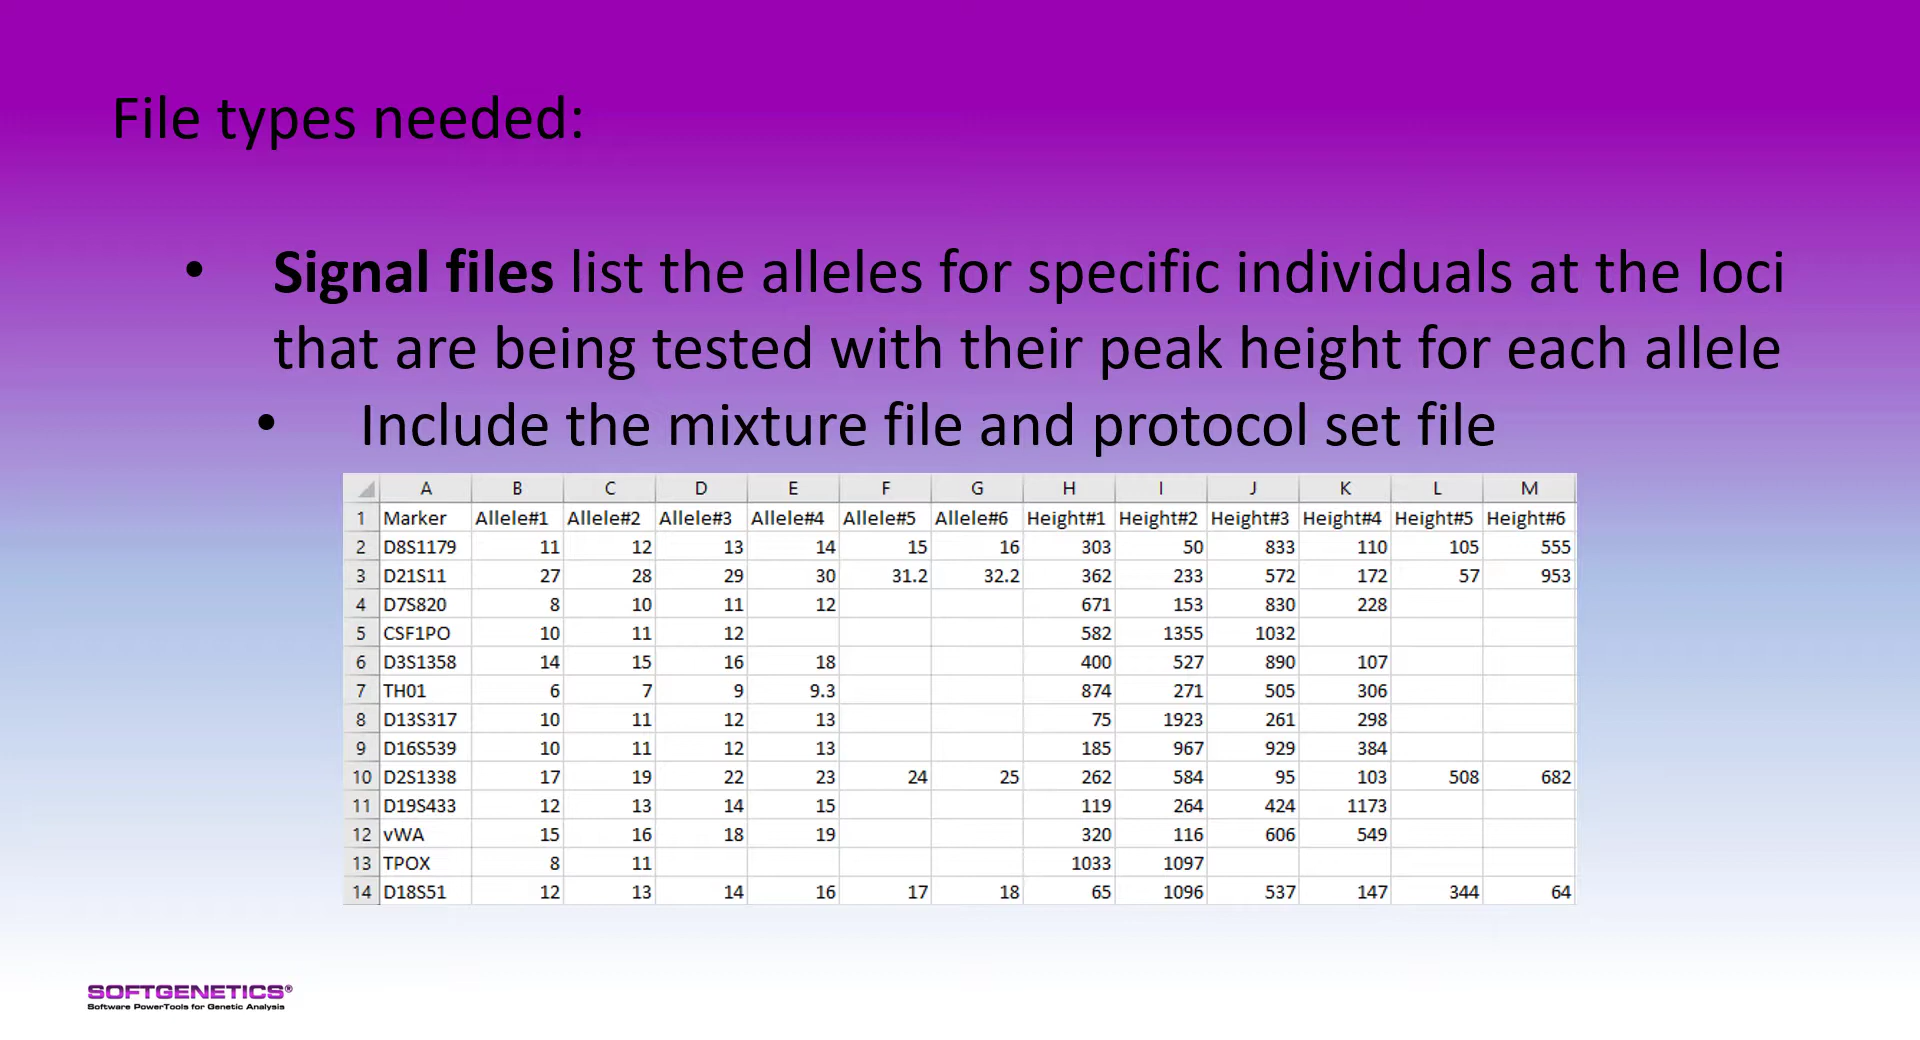 File types needed:
• Signal files list the alleles for specific individuals at the loci
that are being tested with their peak height for each allele
• Include the mixture file and protocol set file
A B C D E F G H I J K L M
1 Marker Allele#1 Allele#2 Allele#3 Allele#4 Allele#5 Allele#6 Height#1 Height#2 Height#3 Height#4 Height#5 Height#6
2 D8S1179 11 12 13 14 15 16 303 50 833 110 105 555
3 D21S11 27 28 29 30 31.2 32.2 362 233 572 172 57 953
4 D7S820 8 10 11 12 671 153 830 228
5 CSF1PO 10 11 12 582 1355 1032
6 D3S1358 14 15 16 18 400 527 890 107
7 TH01 6 7 9 9.3 874 271 505 306
8 D13S317 10 11 12 13 75 1923 261 298
9 D16S539 10 11 12 13 185 967 929 384
10 D2S1338 17 19 22 23 24 25 262 584 95 103 508 682
11 D19S433 12 13 14 15 119 264 424 1173
12 vWA 15 16 18 19 320 116 606 549
13 TPOX 8 11 1033 1097
14 D18S51 12 13 14 16 17 18 65 1096 537 147 344 64
SOFTGENETICS®
Software PowerTools for Genetic Analysis